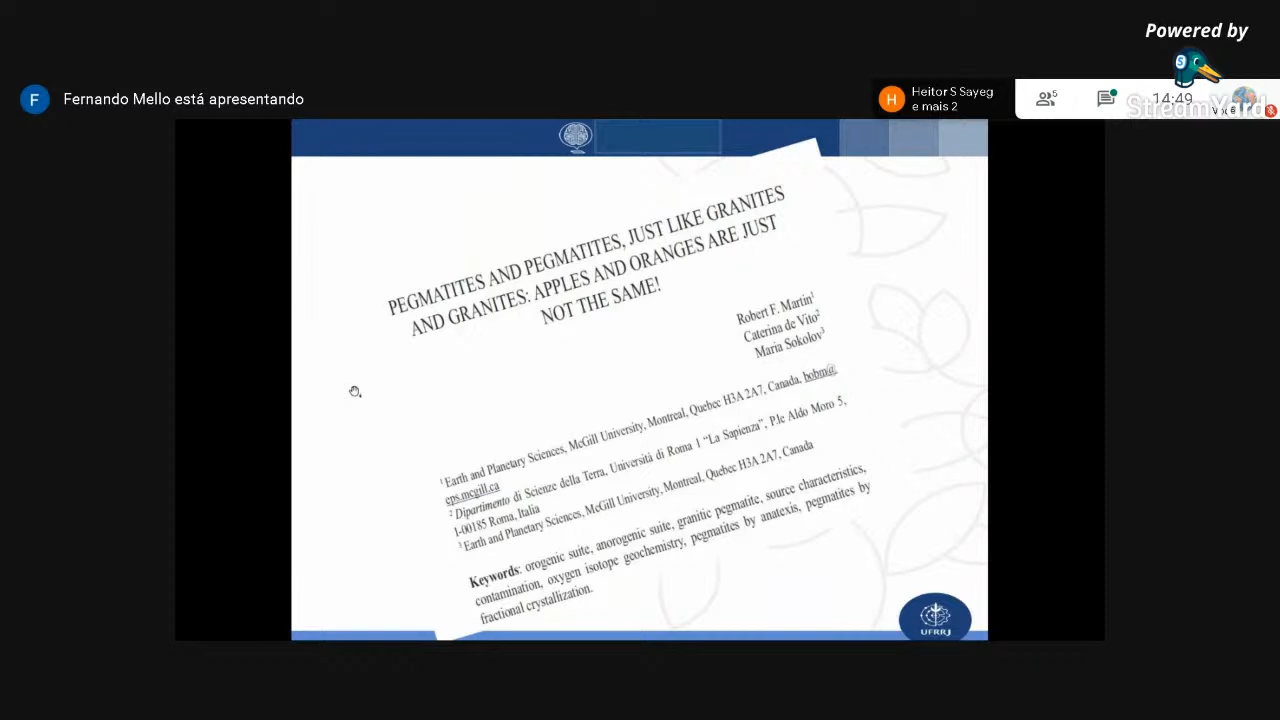 Powered by
StreamYard
F
Fernando Mello está apresentando
H
Heitor S Sayeg
e mais 2
5
14:49
PEGMATITES AND PEGMATITES, JUST LIKE GRANITES
AND GRANITES: APPLES AND ORANGES ARE JUST
NOT THE SAME!
Robert F. Martin¹
Caterina de Vito²
Maria Sokolov³
¹ Earth and Planetary Sciences, McGill University, Montreal, Quebec H3A 2A7, Canada, bobm@
eps.mcgill.ca
² Dipartimento di Scienze della Terra, Università di Roma 1 “La Sapienza”, P.le Aldo Moro 5,
1-00185 Roma, Italia
³ Earth and Planetary Sciences, McGill University, Montreal, Quebec H3A 2A7, Canada
Keywords: orogenic suite, anorogenic suite, granitic pegmatite, source characteristics,
contamination, oxygen isotope geochemistry, pegmatites by anatexis, pegmatites by
fractional crystallization.
UFRRJ